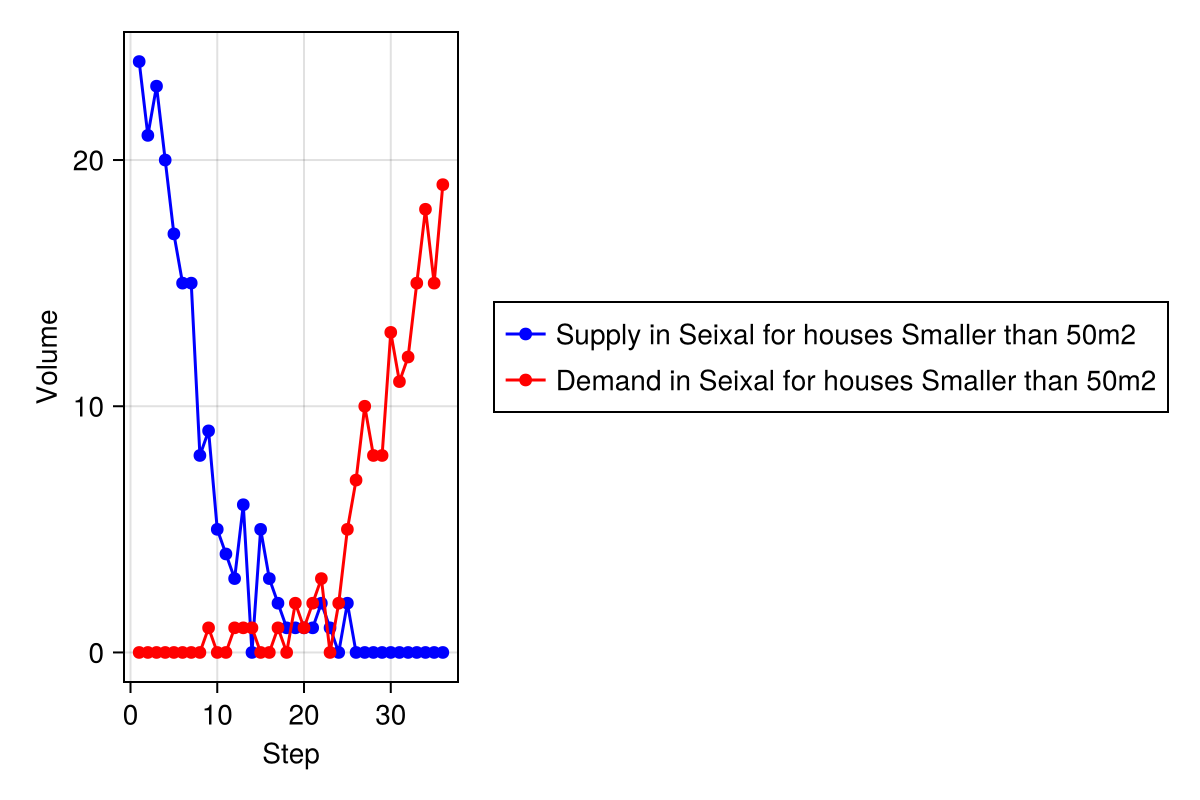 Volume
20
10
0
0 10 20 30
Step
Supply in Seixal for houses Smaller than 50m2
Demand in Seixal for houses Smaller than 50m2